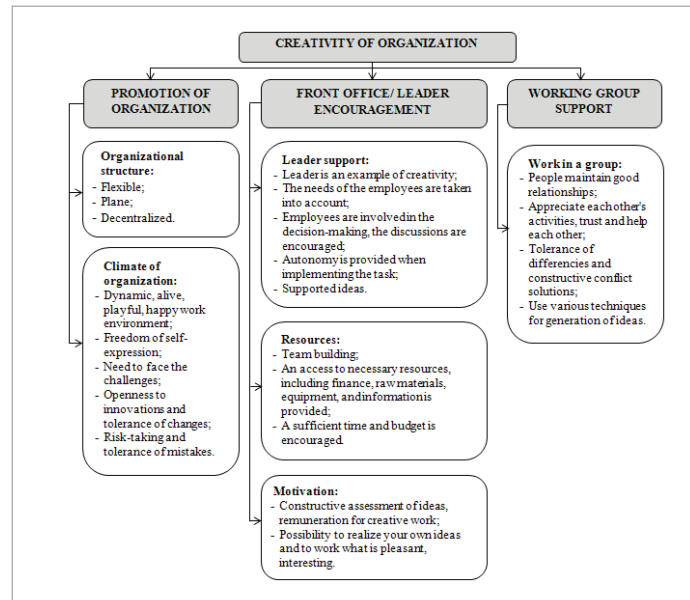 CREATIVITY OF ORGANIZATION
PROMOTION OF
ORGANIZATION
Organizational
structure:
- Flexible;
- Plane;
- Decentralized.
Climate of
organization:
- Dynamic, alive,
playful, happy work
environment;
- Freedom of self-
expression;
- Need to face the
challenges;
- Openness to
innovations and
tolerance of changes;
- Risk-taking and
tolerance of mistakes.
FRONT OFFICE/ LEADER
ENCOURAGEMENT
Leader support:
- Leader is an example of creativity;
- The needs of the employees are taken
into account;
- Employees are involved in the
decision-making, the discussions are
encouraged;
- Autonomy is provided when
implementing the task;
- Supported ideas.
Resources:
- Team building;
- An access to necessary resources,
including finance, raw materials,
equipment, and information is
provided;
- A sufficient time and budget is
encouraged.
Motivation:
- Constructive assessment of ideas,
remuneration for creative work;
- Possibility to realize your own ideas
and to work what is pleasant,
interesting.
WORKING GROUP
SUPPORT
Work in a group:
- People maintain good
relationships;
- Appreciate each other's
activities, trust and help
each other;
- Tolerance of
differencies and
constructive conflict
solutions;
- Use various techniques
for generation of ideas.